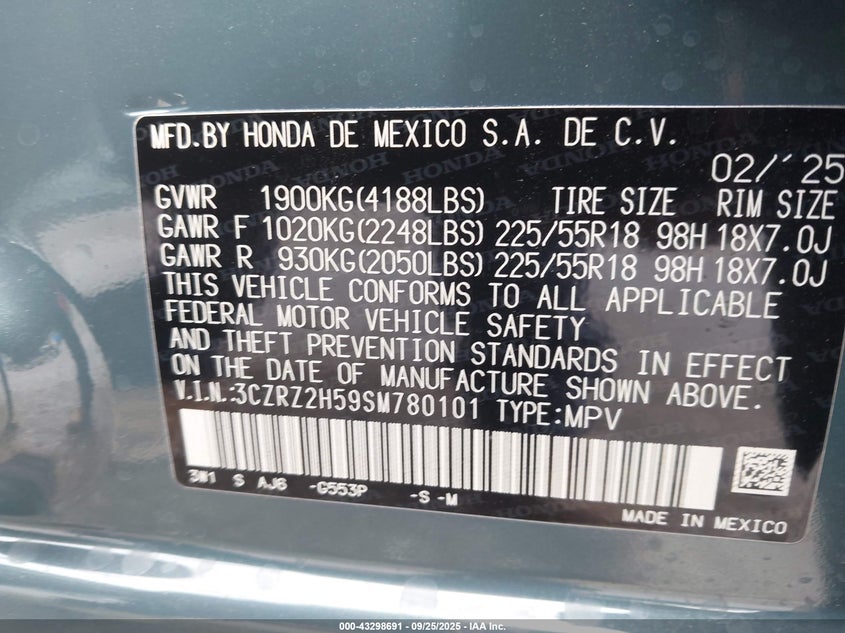 MFD.BY HONDA DE MEXICO S.A. DE C.V.
02/'25
GVWR 1900KG(4188LBS) TIRE SIZE RIM SIZE
GAWR F 1020KG(2248LBS) 225/55R18 98H 18X7.0J
GAWR R 930KG(2050LBS) 225/55R18 98H 18X7.0J
THIS VEHICLE CONFORMS TO ALL APPLICABLE
FEDERAL MOTOR VEHICLE SAFETY
AND THEFT PREVENTION STANDARDS IN EFFECT
ON THE DATE OF MANUFACTURE SHOWN ABOVE.
V.I.N.:3CZRZ2H59SM780101 TYPE:MPV
3W1 S AJ6 -G553P -S -M
MADE IN MEXICO
000-43298691 - 09/25/2025 - IAA Inc.